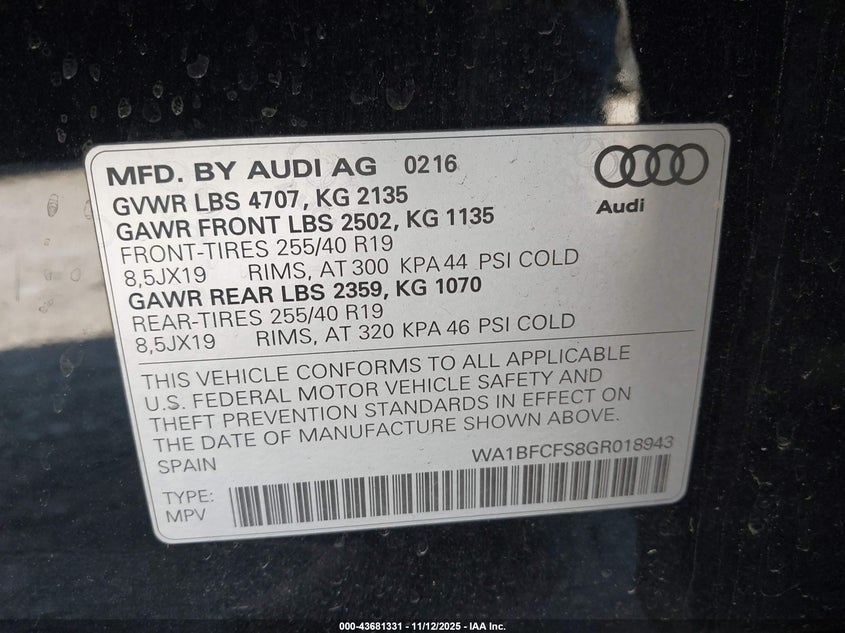 MFD. BY AUDI AG 0216
Audi
GVWR LBS 4707, KG 2135
GAWR FRONT LBS 2502, KG 1135
FRONT-TIRES 255/40 R19
8,5JX19 RIMS, AT 300 KPA 44 PSI COLD
GAWR REAR LBS 2359, KG 1070
REAR-TIRES 255/40 R19
8,5JX19 RIMS, AT 320 KPA 46 PSI COLD
THIS VEHICLE CONFORMS TO ALL APPLICABLE
U.S. FEDERAL MOTOR VEHICLE SAFETY AND
THEFT PREVENTION STANDARDS IN EFFECT ON
THE DATE OF MANUFACTURE SHOWN ABOVE.
SPAIN WA1BFCFS8GR018943
TYPE:
MPV
000-43681331 - 11/12/2025 - IAA Inc.